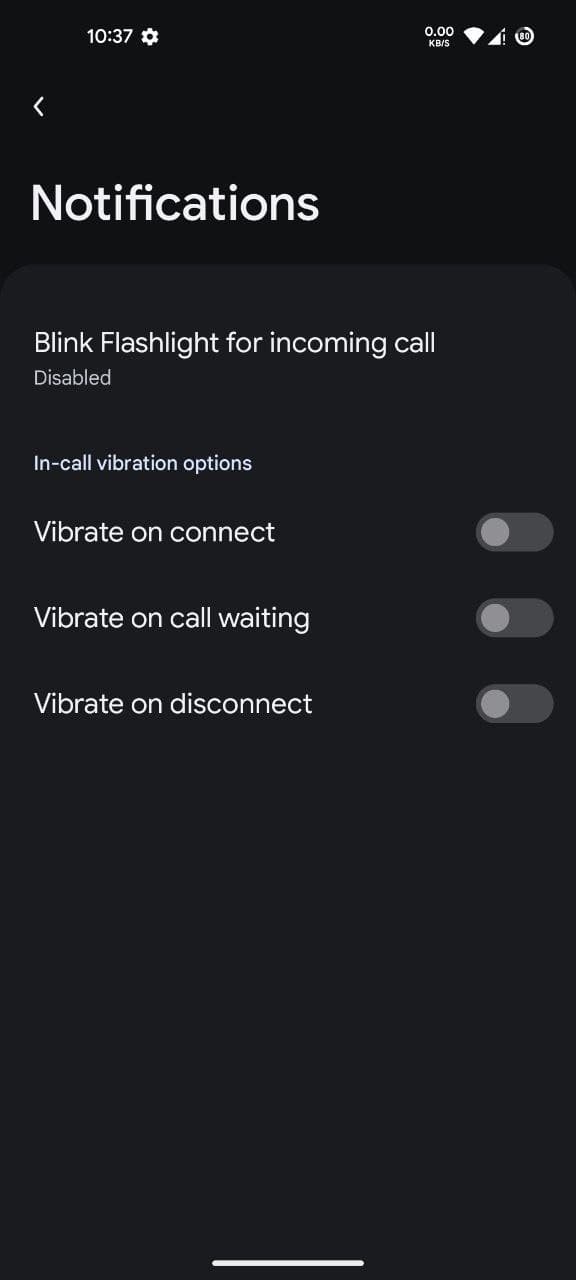 10:37
0.00
KB/S
80
Notifications
Blink Flashlight for incoming call
Disabled
In-call vibration options
Vibrate on connect
Vibrate on call waiting
Vibrate on disconnect